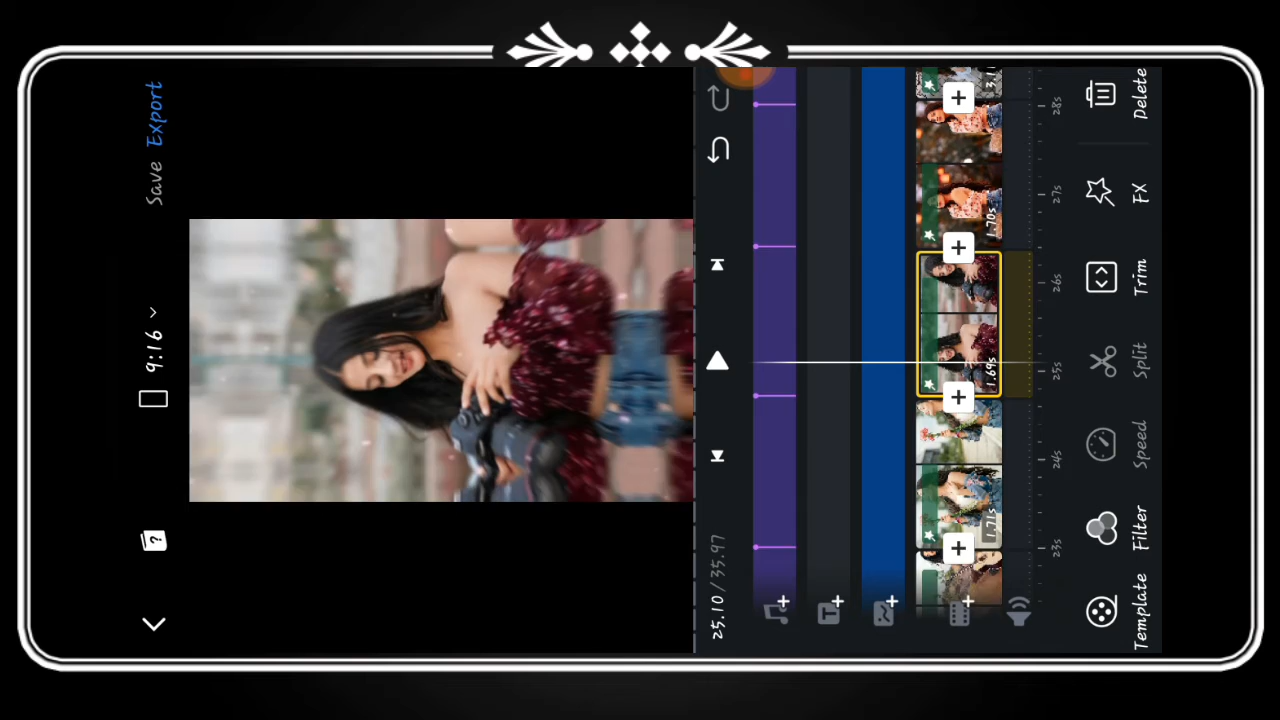 9:16
Save
Export
25.10 / 35.97
1.71s
1.69s
1.70s
23s
24s
25s
26s
27s
28s
Template
Filter
Speed
Split
Trim
FX
Delete